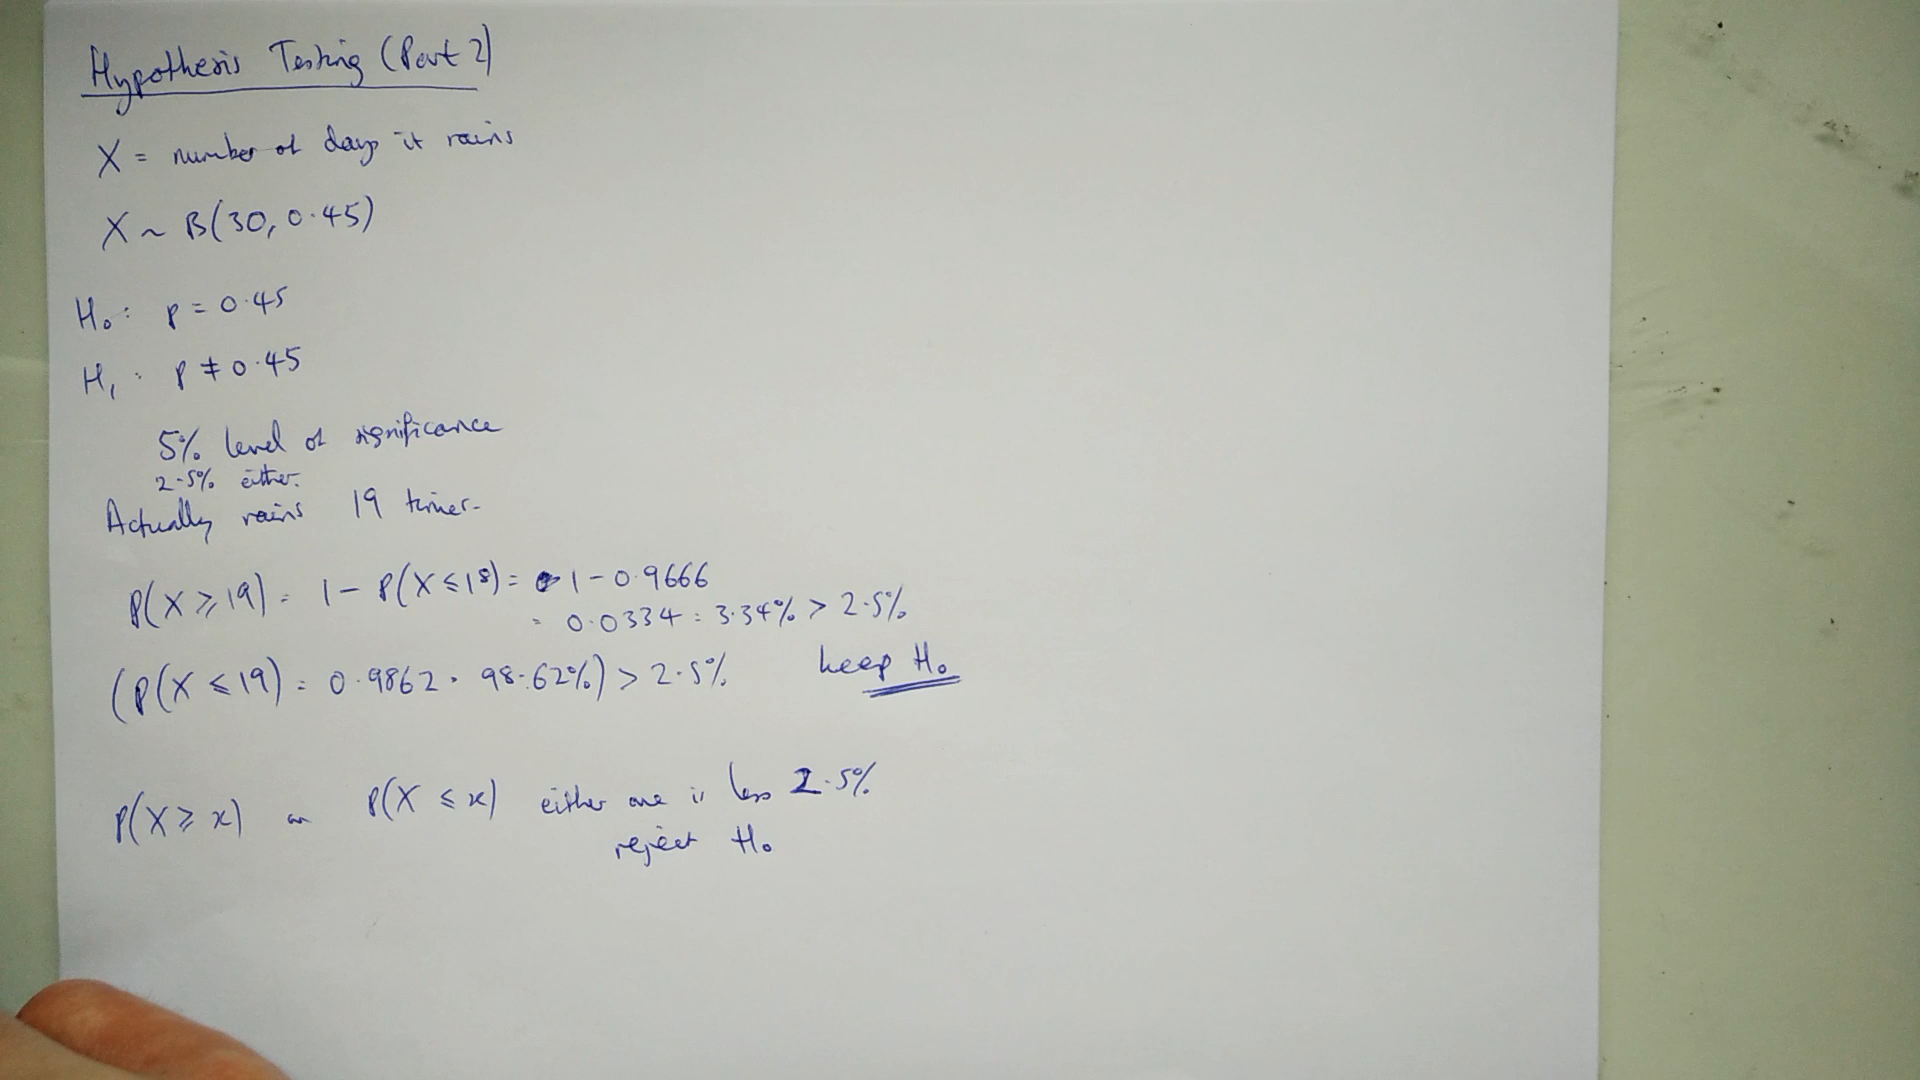 Hypothesis Testing (Part 2)
X = number of days it rains
X ~ B(30, 0.45)
H₀: p = 0.45
H₁: p ≠ 0.45
5% level of significance
2.5% either.
Actually rains 19 times.
P(X ≥ 19) = 1 - P(X ≤ 18) = 1 - 0.9666
= 0.0334 = 3.34% > 2.5%
(P(X ≤ 19) = 0.9862 = 98.62%) > 2.5% keep H₀
P(X ≥ x) or P(X ≤ x) either one is less 2.5%
reject H₀